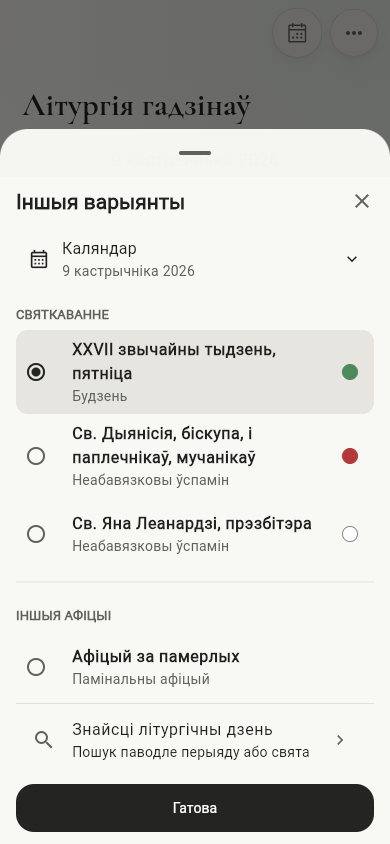 Літургія гадзінаў
Іншыя варыянты
Каляндар
9 кастрычніка 2026
СВЯТКАВАННЕ
XXVII звычайны тыдзень,
пятніца
Будзень
Св. Дыянісія, біскупа, і
паплечнікаў, мучанікаў
Неабавязковы ўспамін
Св. Яна Леанардзі, прэзбітэра
Неабавязковы ўспамін
ІНШЫЯ АФІЦЫІ
Афіцый за памерлых
Памінальны афіцый
Знайсці літургічны дзень
Пошук паводле перыяду або свята
Гатова